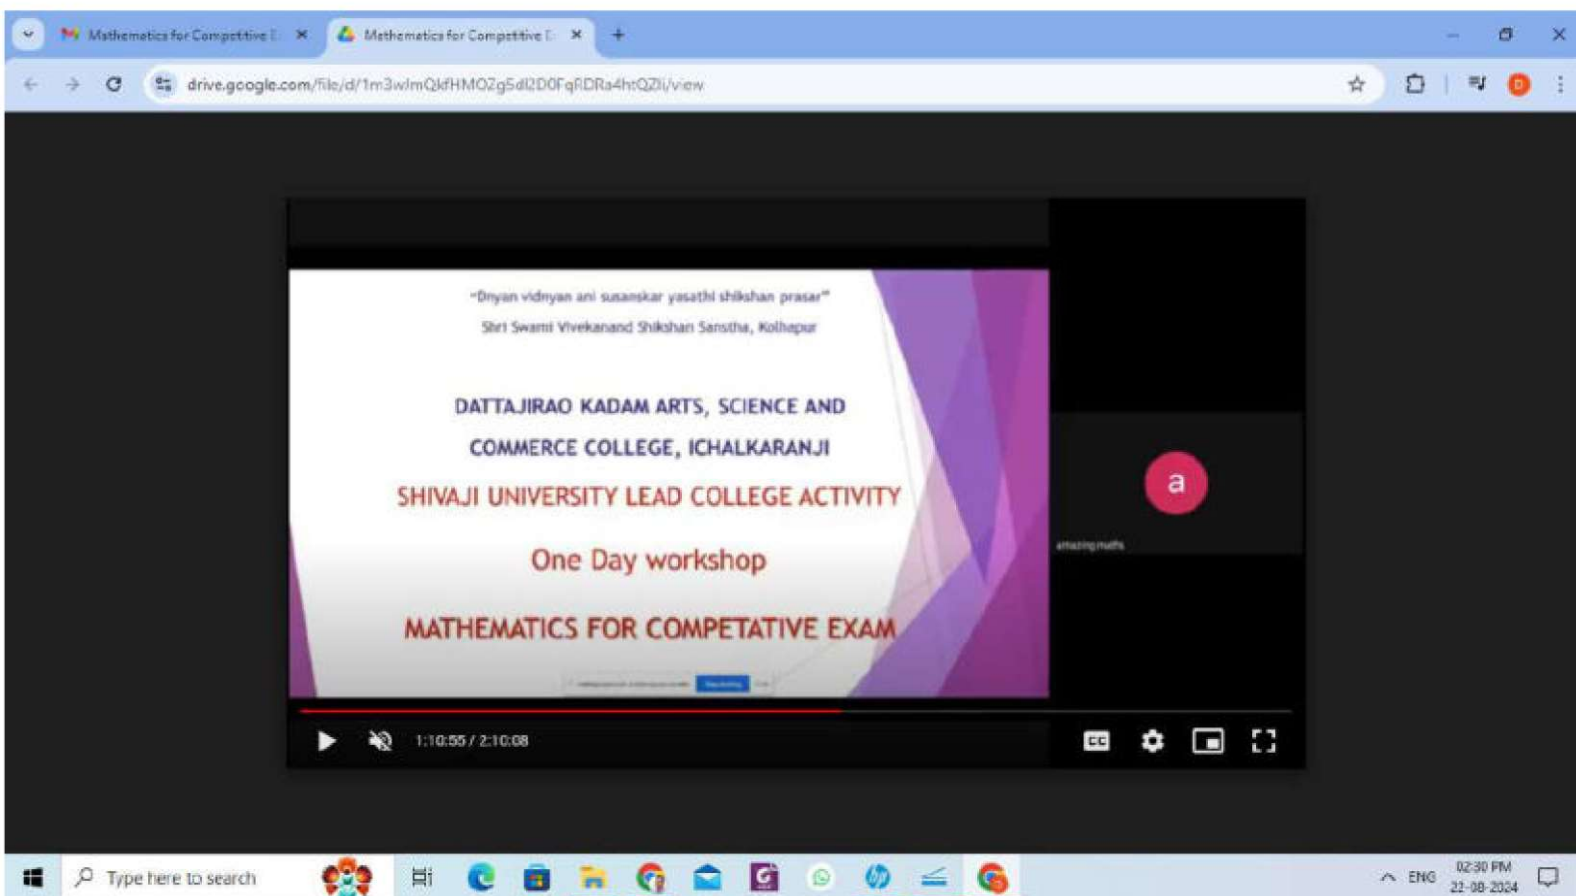 Mathematics for Competitive E
Mathematics for Competitive E
drive.google.com/file/d/1m3wJmQkfHMOZg5dl2D0FqRDRa4htQZli/view
D
"Dnyan vidnyan ani susanskar yasathi shikshan prasar"
Shri Swami Vivekanand Shikshan Sanstha, Kolhapur
DATTAJIRAO KADAM ARTS, SCIENCE AND
COMMERCE COLLEGE, ICHALKARANJI
SHIVAJI UNIVERSITY LEAD COLLEGE ACTIVITY
One Day workshop
MATHEMATICS FOR COMPETATIVE EXAM
a
amazing maths
1:10:55 / 2:10:08
CC
Type here to search
ENG
02:30 PM
22-08-2024